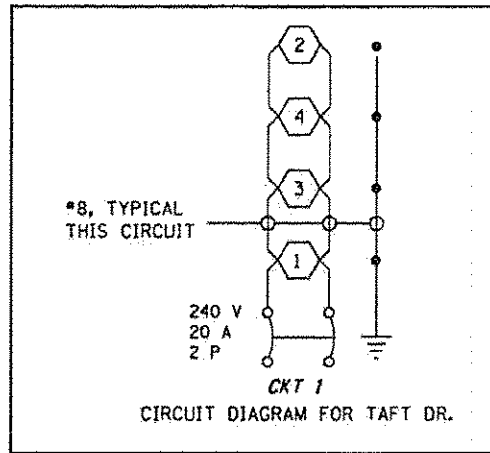 2
4
3
#8, TYPICAL
THIS CIRCUIT
1
240 V
20 A
2 P
CKT 1
CIRCUIT DIAGRAM FOR TAFT DR.